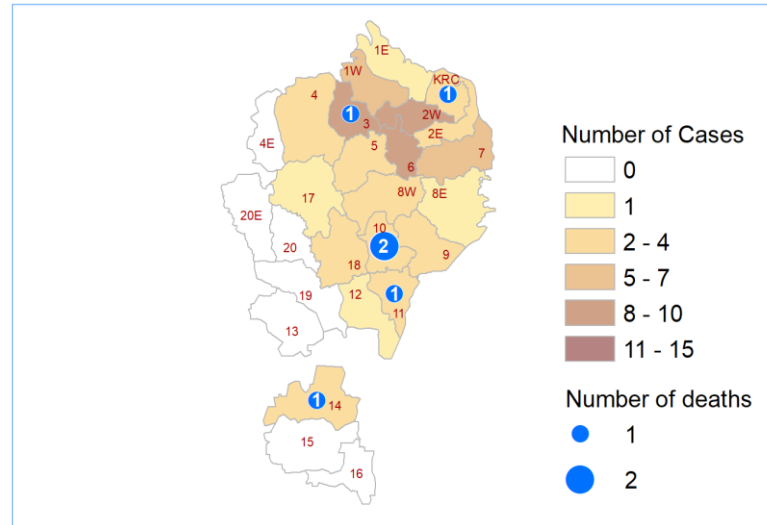 1E
1W
KRC
1
4
1
3
2W
2E
4E
5
7
6
8W
8E
17
20E
10
2
20
9
18
19
12
1
11
13
1
14
15
16
Number of Cases
0
1
2 - 4
5 - 7
8 - 10
11 - 15
Number of deaths
1
2